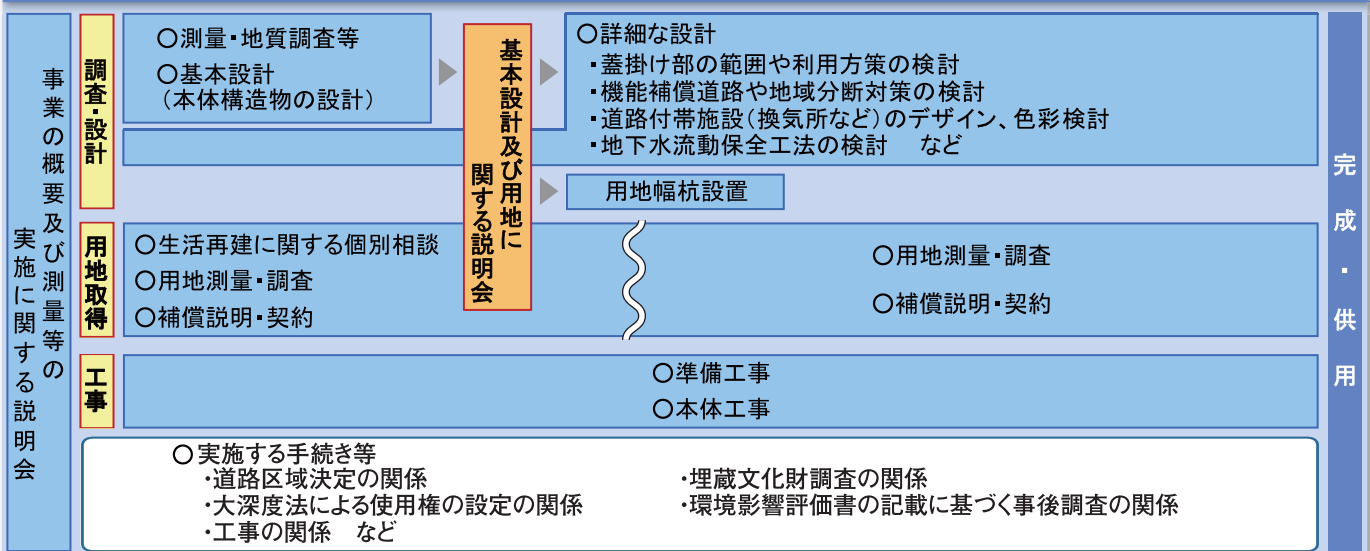 事業の概要及び測量等の
実施に関する説明会
調査・設計
○測量・地質調査等
○基本設計
(本体構造物の設計)
基本設計及び用地に
関する説明会
○詳細な設計
・蓋掛け部の範囲や利用方策の検討
・機能補償道路や地域分断対策の検討
・道路付帯施設(換気所など)のデザイン、色彩検討
・地下水流動保全工法の検討　など
用地幅杭設置
用地取得
○生活再建に関する個別相談
○用地測量・調査
○補償説明・契約
○用地測量・調査
○補償説明・契約
工事
○準備工事
○本体工事
○実施する手続き等
・道路区域決定の関係
・大深度法による使用権の設定の関係
・工事の関係　など
・埋蔵文化財調査の関係
・環境影響評価書の記載に基づく事後調査の関係
完成・供用